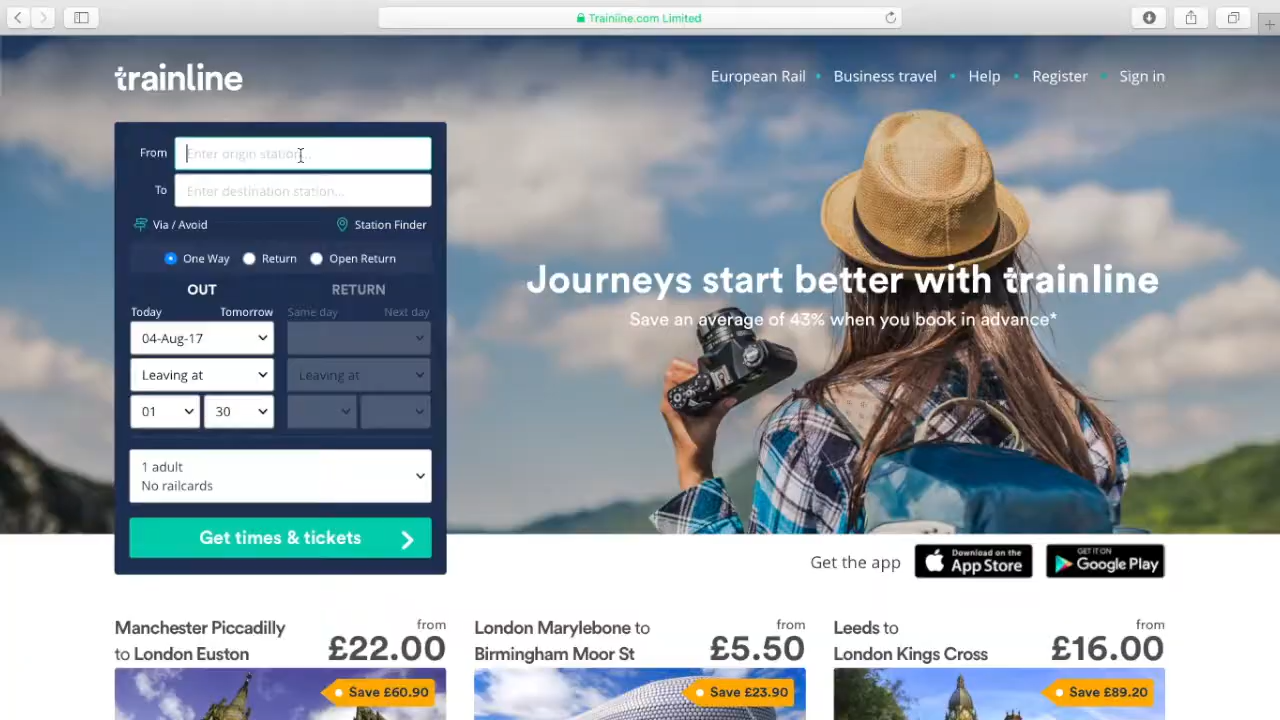 Trainline.com Limited
trainline
European Rail • Business travel • Help • Register • Sign in
From Enter origin station...
To Enter destination station...
Via / Avoid Station Finder
One Way Return Open Return
OUT RETURN
Today Tomorrow Same day Next day
04-Aug-17
Leaving at Leaving at
01 30
1 adult
No railcards
Get times & tickets
Journeys start better with trainline
Save an average of 43% when you book in advance*
Get the app
Download on the
App Store
GET IT ON
Google Play
Manchester Piccadilly
to London Euston
from
£22.00
Save £60.90
London Marylebone to
Birmingham Moor St
from
£5.50
Save £23.90
Leeds to
London Kings Cross
from
£16.00
Save £89.20